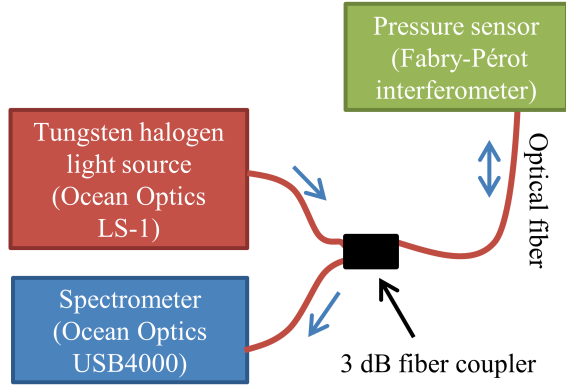 Pressure sensor
(Fabry-Pérot
interferometer)
Tungsten halogen
light source
(Ocean Optics
LS-1)
Optical fiber
Spectrometer
(Ocean Optics
USB4000)
3 dB fiber coupler